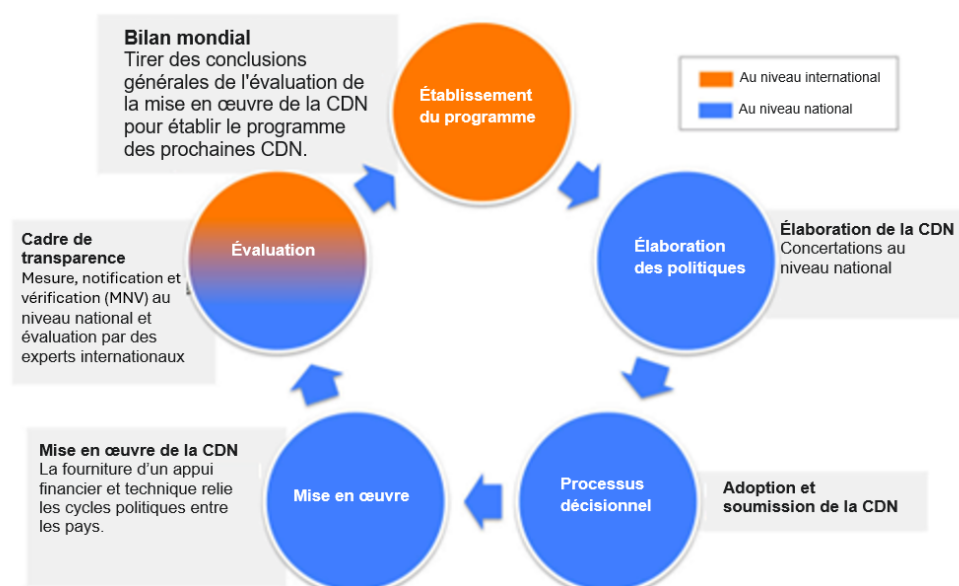 Bilan mondial
Tirer des conclusions
générales de l'évaluation de
la mise en œuvre de la CDN
pour établir le programme
des prochaines CDN.
Établissement
du programme
Au niveau international
Au niveau national
Élaboration
des politiques
Élaboration de la CDN
Concertations au
niveau national
Processus
décisionnel
Adoption et
soumission de la CDN
Mise en œuvre
Mise en œuvre de la CDN
La fourniture d’un appui
financier et technique relie
les cycles politiques entre
les pays.
Évaluation
Cadre de
transparence
Mesure, notification et
vérification (MNV) au
niveau national et
évaluation par des
experts internationaux